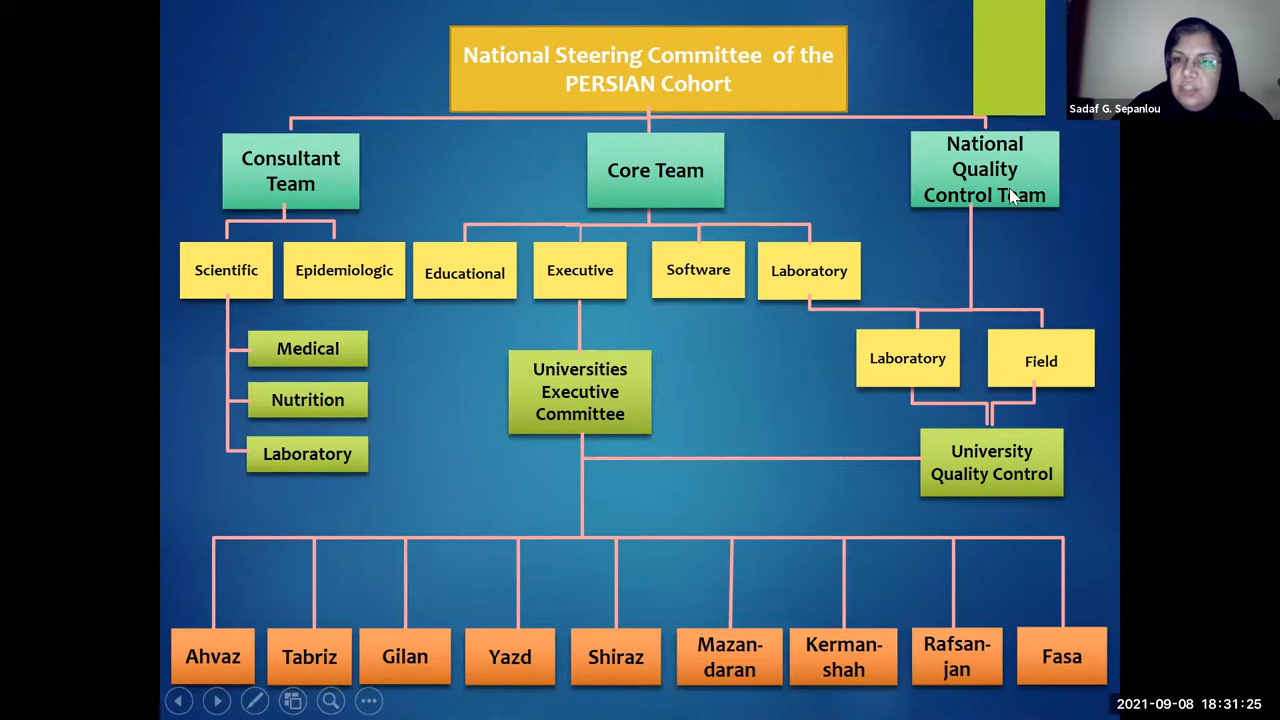 National Steering Committee of the
PERSIAN Cohort
Sadaf G. Sepanlou
Consultant
Team
Core Team
National
Quality
Control Team
Scientific
Epidemiologic
Educational
Executive
Software
Laboratory
Medical
Nutrition
Laboratory
Universities
Executive
Committee
Laboratory
Field
University
Quality Control
Ahvaz
Tabriz
Gilan
Yazd
Shiraz
Mazan-
daran
Kerman-
shah
Rafsan-
jan
Fasa
2021-09-08 18:31:25